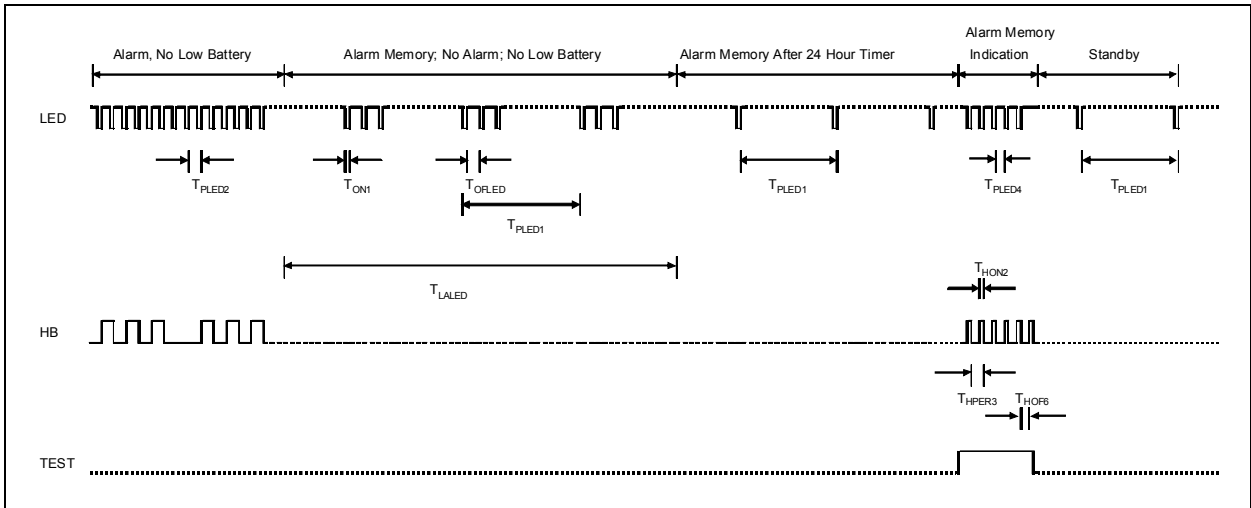 Alarm, No Low Battery
Alarm Memory; No Alarm; No Low Battery
Alarm Memory After 24 Hour Timer
Alarm Memory
Indication
Standby
LED
TPLED2
TON1
TOFLED
TPLED1
TPLED4
TPLED1
TPLED1
TLALED
THON2
HB
THPER3
THOF6
TEST